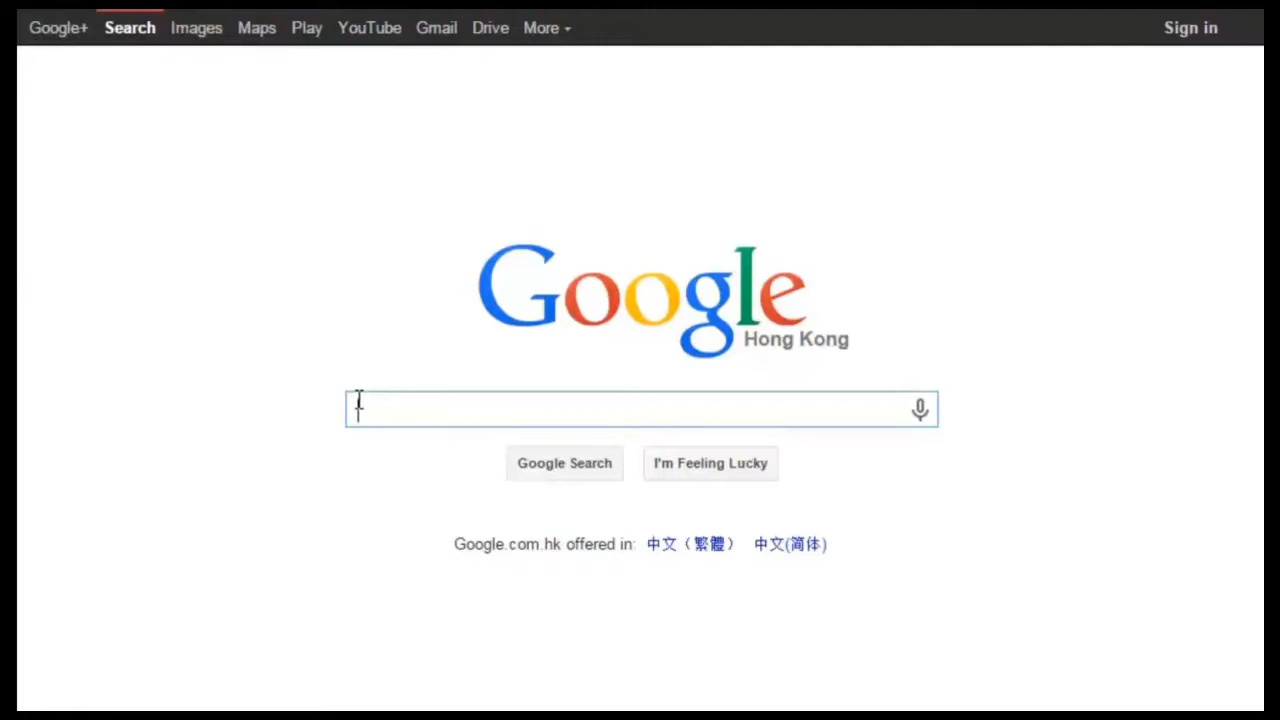 Google+ Search Images Maps Play YouTube Gmail Drive More Sign in
Google
Hong Kong
Google Search I'm Feeling Lucky
Google.com.hk offered in: 中文（繁體） 中文(简体)